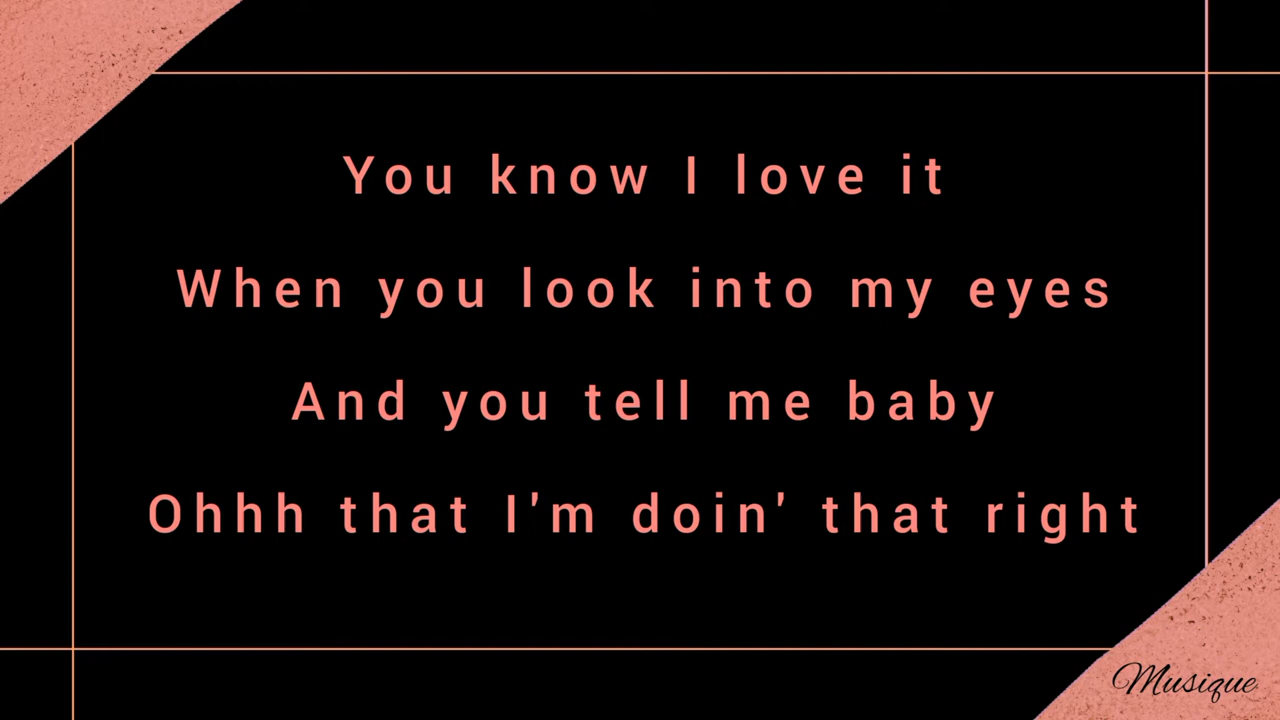 You know I love it
When you look into my eyes
And you tell me baby
Ohhh that I'm doin' that right
Musique